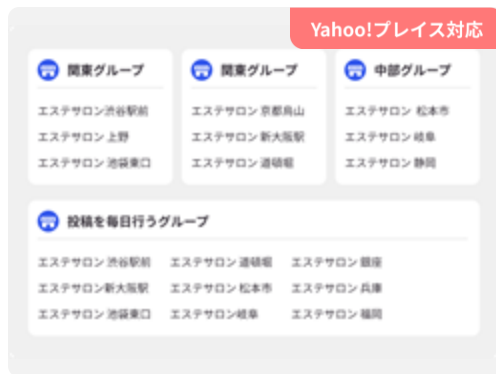 Yahoo!プレイス対応
関東グループ
エステサロン渋谷駅前
エステサロン 上野
エステサロン 池袋東口
関東グループ
エステサロン 京都烏山
エステサロン 新大阪駅
エステサロン 道頓堀
中部グループ
エステサロン 松本市
エステサロン 岐阜
エステサロン 静岡
投稿を毎日行うグループ
エステサロン 渋谷駅前 エステサロン 道頓堀 エステサロン 銀座
エステサロン新大阪駅 エステサロン 松本市 エステサロン 兵庫
エステサロン 池袋東口 エステサロン岐阜 エステサロン 福岡